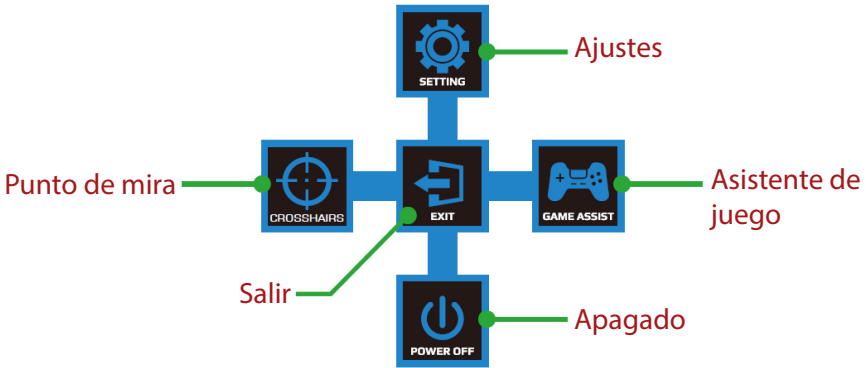 SETTING
Ajustes
Punto de mira
CROSSHAIRS
EXIT
GAME ASSIST
Asistente de
juego
Salir
POWER OFF
Apagado